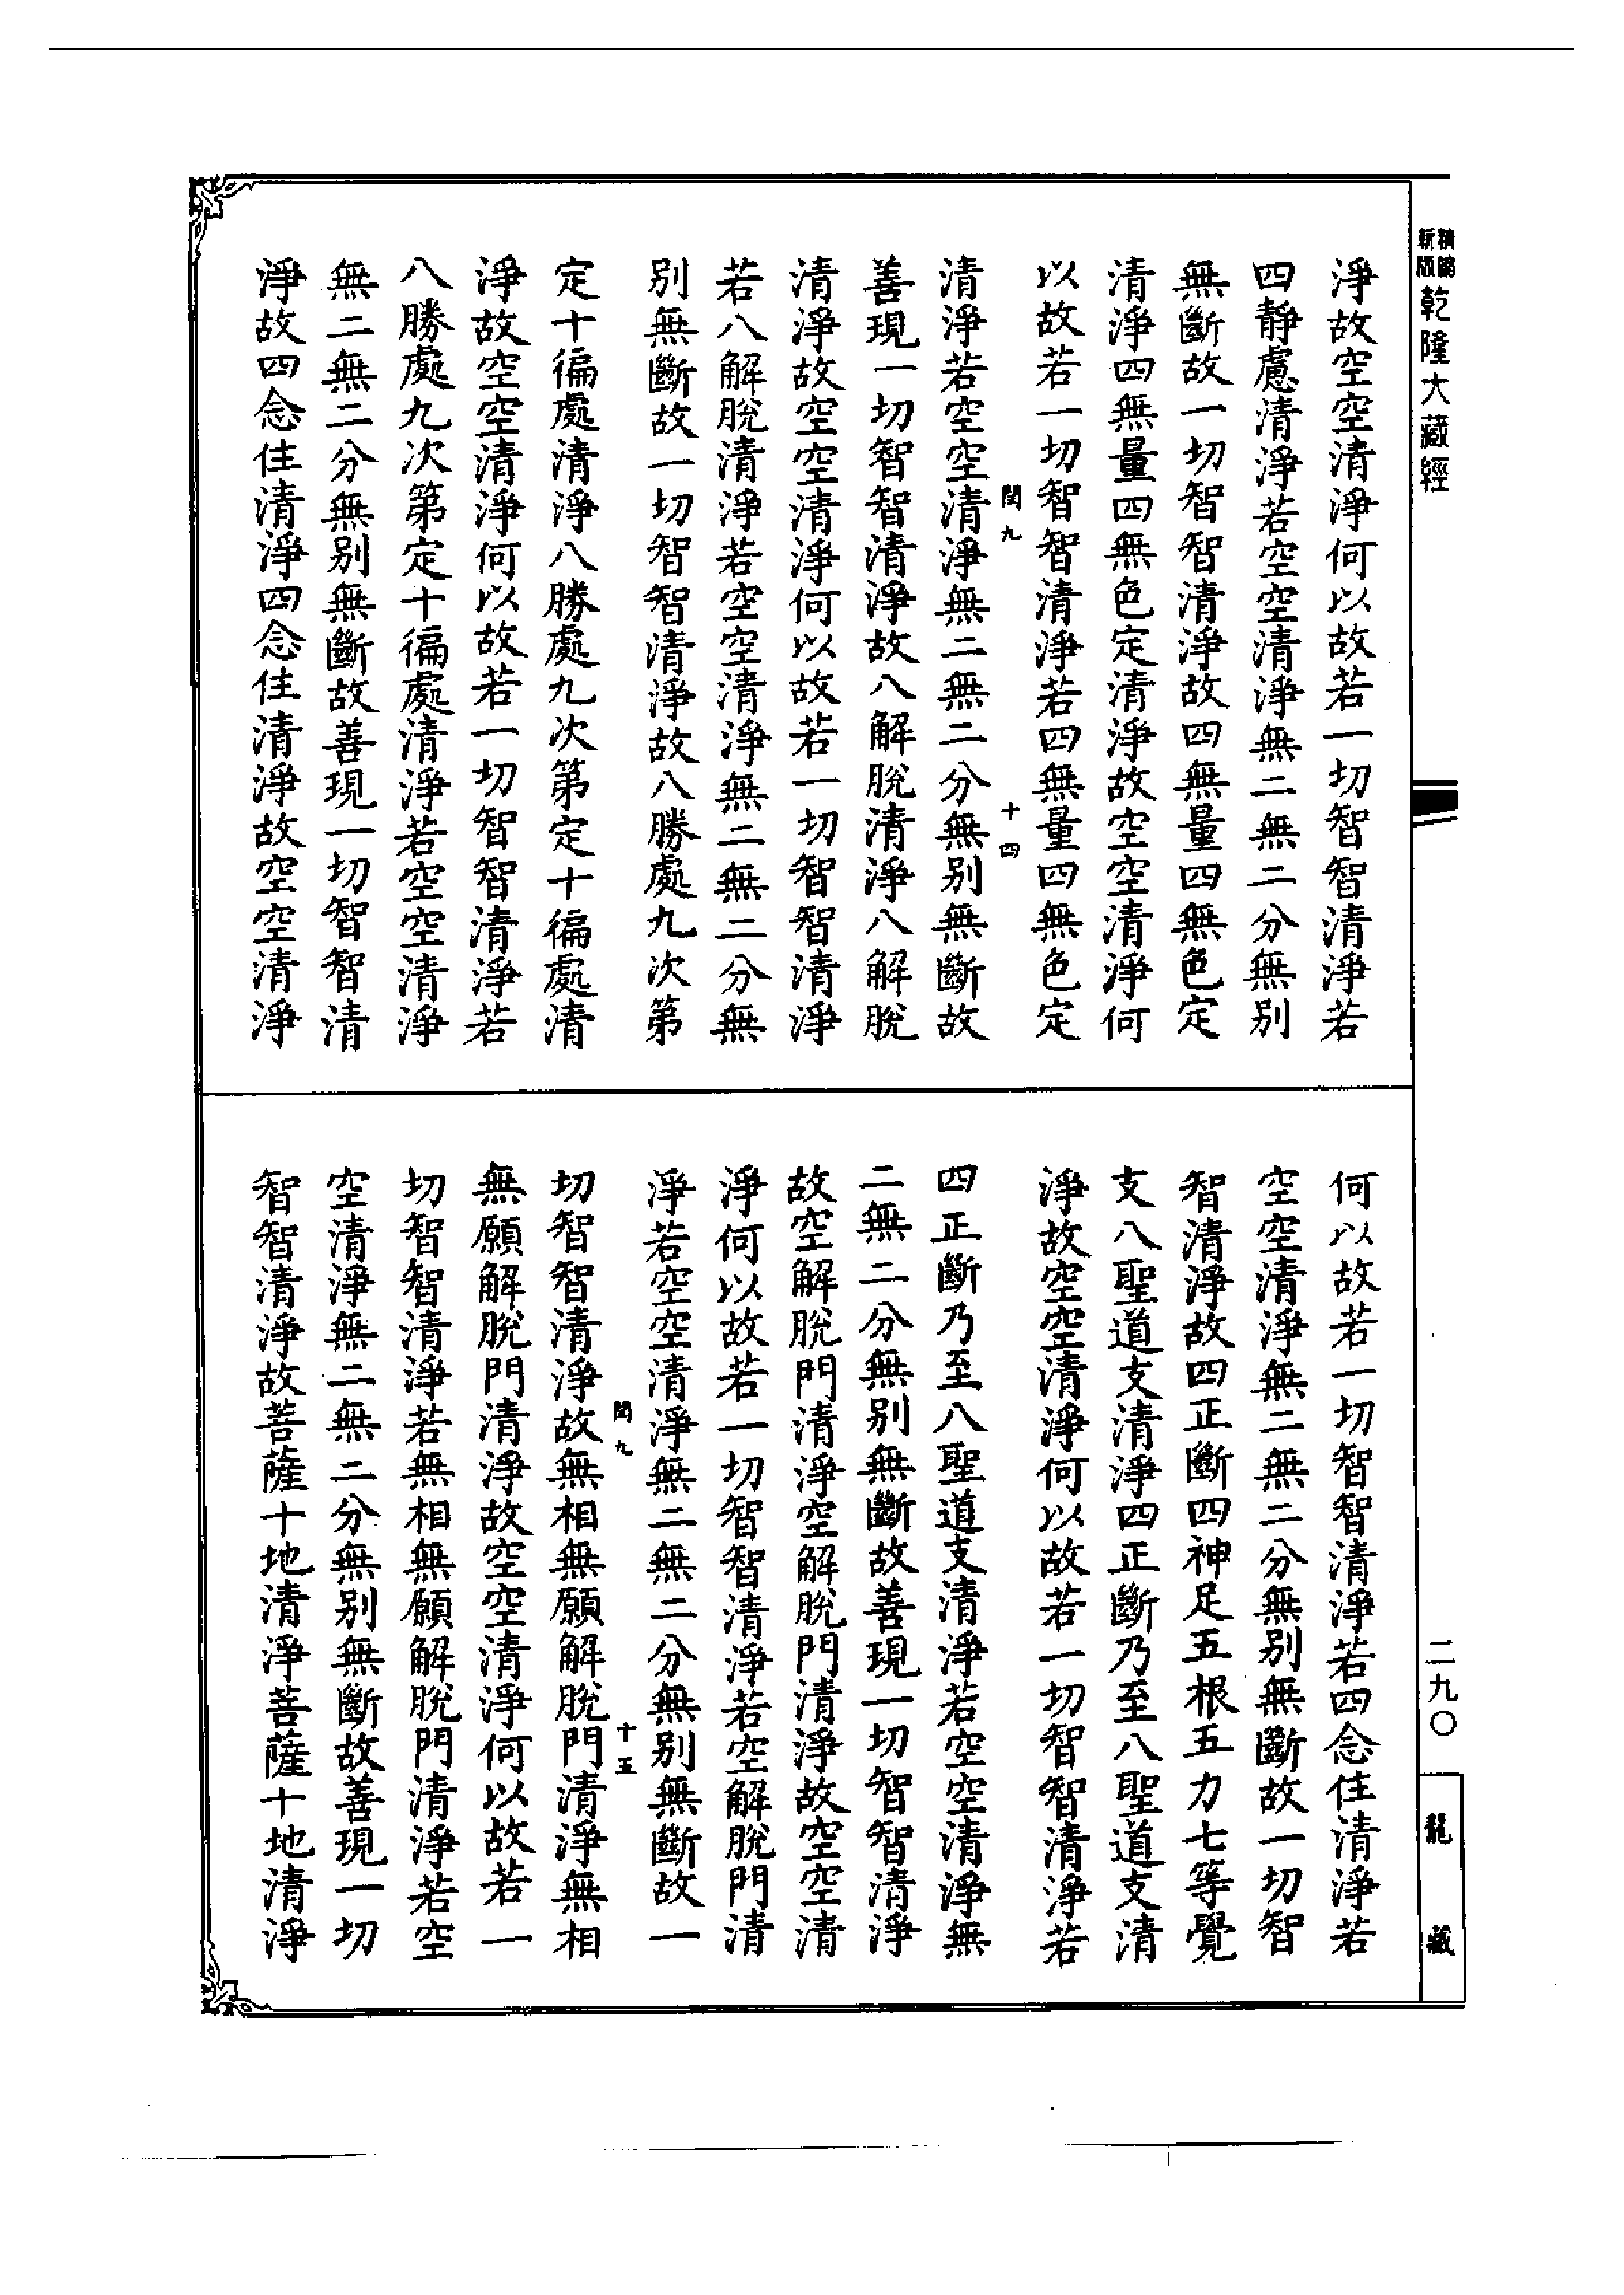 精鐫新版乾隆大藏經
淨故空空清淨何以故若一切智智清淨若
四靜慮清淨若空空清淨無二無二分無別
無斷故一切智智清淨故四無量四無色定
清淨四無量四無色定清淨故空空清淨何
以故若一切智智清淨若四無量四無色定
閏九 十四
清淨若空空清淨無二無二分無別無斷故
善現一切智智清淨故八解脫清淨八解脫
清淨故空空清淨何以故若一切智智清淨
若八解脫清淨若空空清淨無二無二分無
別無斷故一切智智清淨故八勝處九次第
定十徧處清淨八勝處九次第定十徧處清
淨故空空清淨何以故若一切智智清淨若
八勝處九次第定十徧處清淨若空空清淨
無二無二分無別無斷故善現一切智智清
淨故四念住清淨四念住清淨故空空清淨
何以故若一切智智清淨若四念住清淨若
空空清淨無二無二分無別無斷故一切智
智清淨故四正斷四神足五根五力七等覺
支八聖道支清淨四正斷乃至八聖道支清
淨故空空清淨何以故若一切智智清淨若
四正斷乃至八聖道支清淨若空空清淨無
二無二分無別無斷故善現一切智智清淨
故空解脫門清淨空解脫門清淨故空空清
淨何以故若一切智智清淨若空解脫門清
淨若空空清淨無二無二分無別無斷故一
閏九 十五
切智智清淨故無相無願解脫門清淨無相
無願解脫門清淨故空空清淨何以故若一
切智智清淨若無相無願解脫門清淨若空
空清淨無二無二分無別無斷故善現一切
智智清淨故菩薩十地清淨菩薩十地清淨
二九〇
龍藏